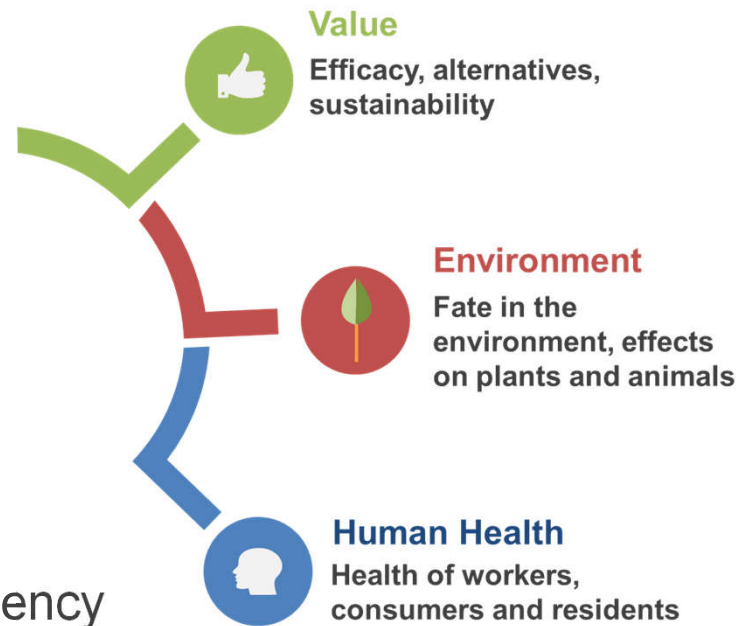 Value
Efficacy, alternatives,
sustainability
Environment
Fate in the
environment, effects
on plants and animals
Human Health
Health of workers,
consumers and residents
ency